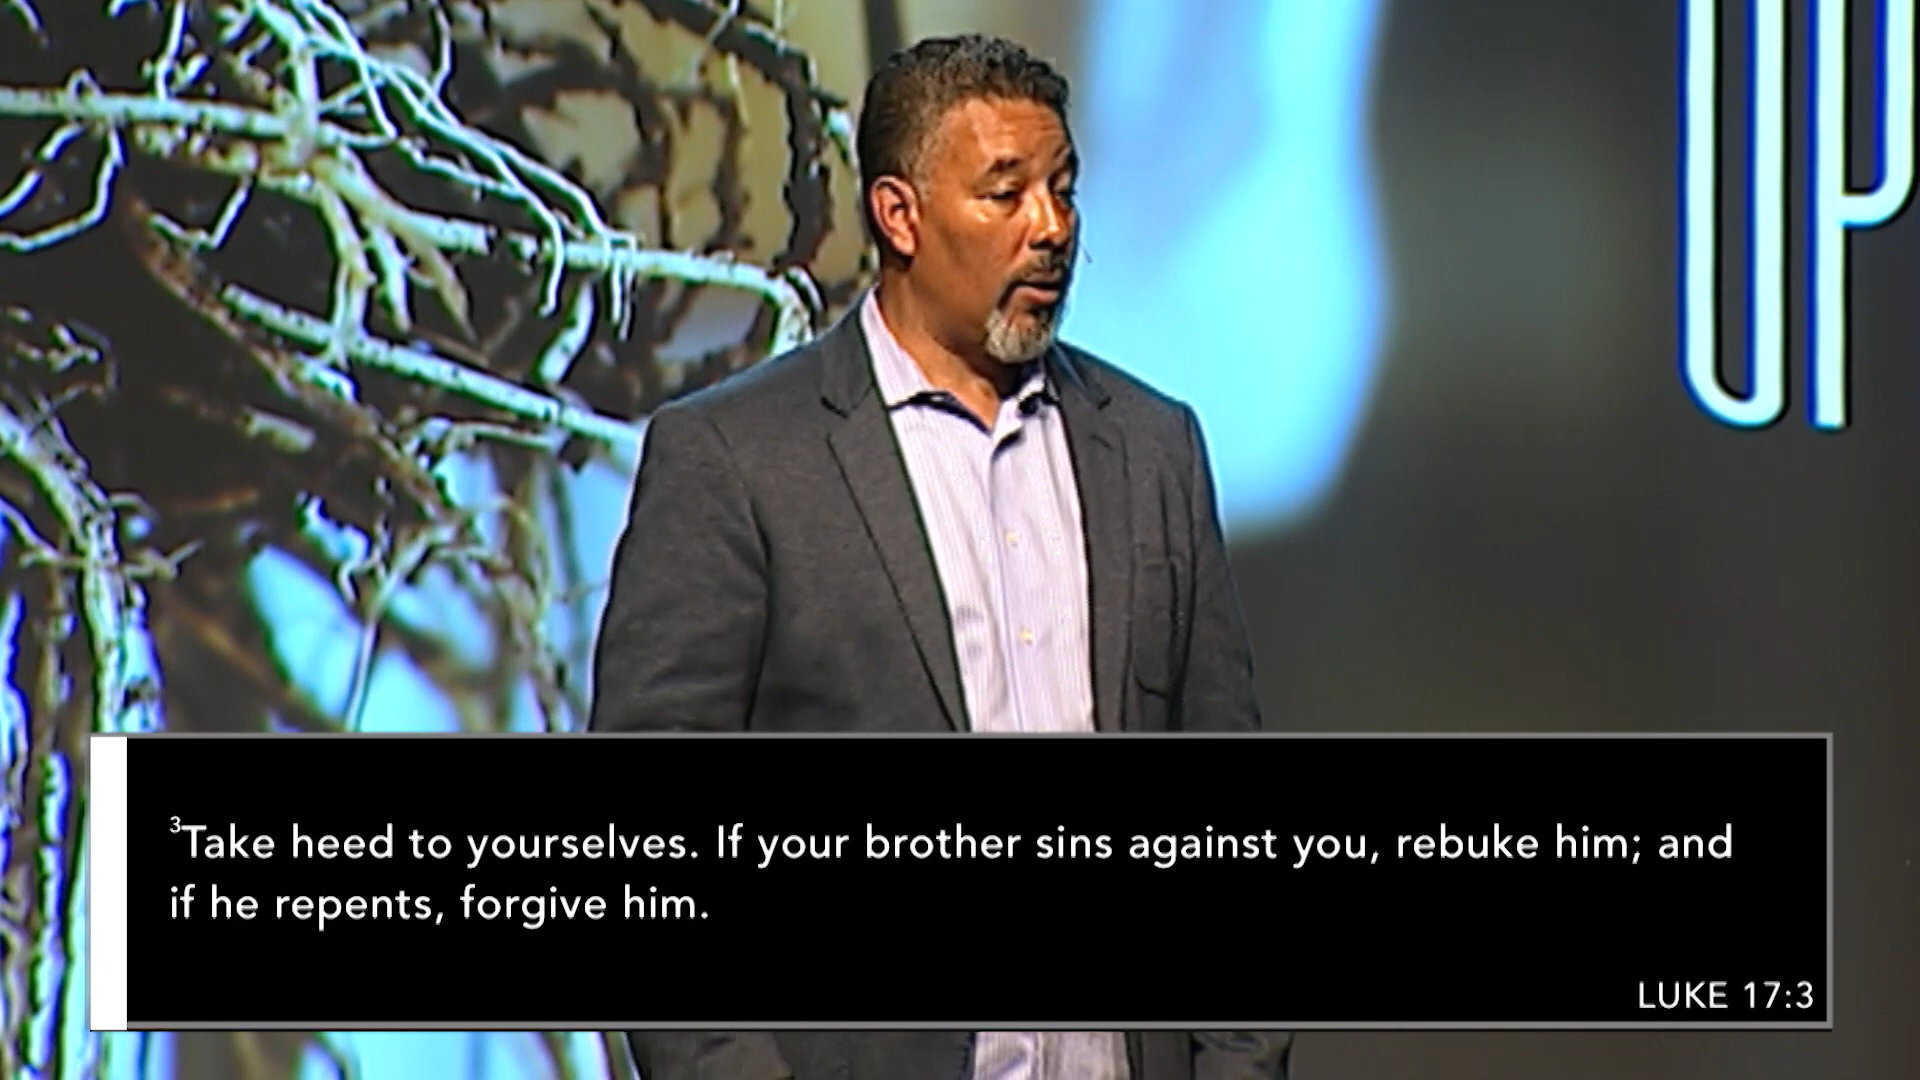 UP
³Take heed to yourselves. If your brother sins against you, rebuke him; and
if he repents, forgive him.
LUKE 17:3